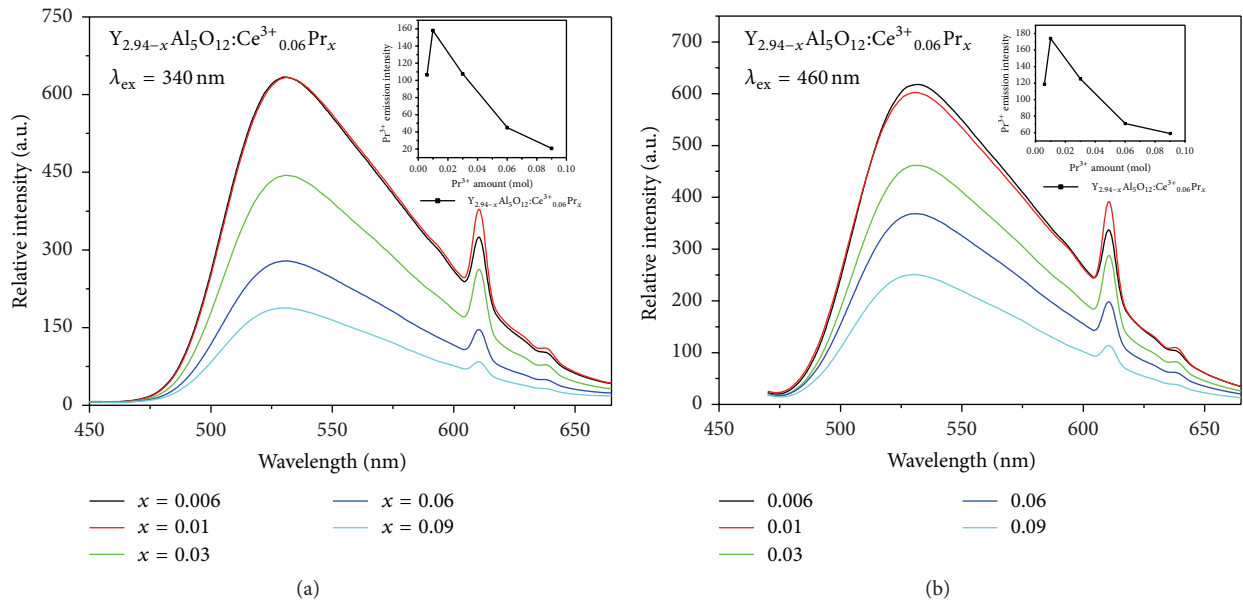 Y₂.₉₄₋ₓAl₅O₁₂:Ce³⁺₀.₀₆Prₓ
λₑₓ = 340 nm
Relative intensity (a.u.)
750
600
450
300
150
0
450
500
550
600
650
Wavelength (nm)
Pr³⁺ emission intensity
160
140
120
100
80
60
40
20
0.00
0.02
0.04
0.06
0.08
0.10
Pr³⁺ amount (mol)
Y₂.₉₄₋ₓAl₅O₁₂:Ce³⁺₀.₀₆Prₓ
x = 0.006
x = 0.01
x = 0.03
x = 0.06
x = 0.09
(a)
Y₂.₉₄₋ₓAl₅O₁₂:Ce³⁺₀.₀₆Prₓ
λₑₓ = 460 nm
Relative intensity (a.u.)
700
600
500
400
300
200
100
0
450
500
550
600
650
Wavelength (nm)
Pr³⁺ emission intensity
180
160
140
120
100
80
60
0.00
0.02
0.04
0.06
0.08
0.10
Pr³⁺ amount (mol)
Y₂.₉₄₋ₓAl₅O₁₂:Ce³⁺₀.₀₆Prₓ
0.006
0.01
0.03
0.06
0.09
(b)